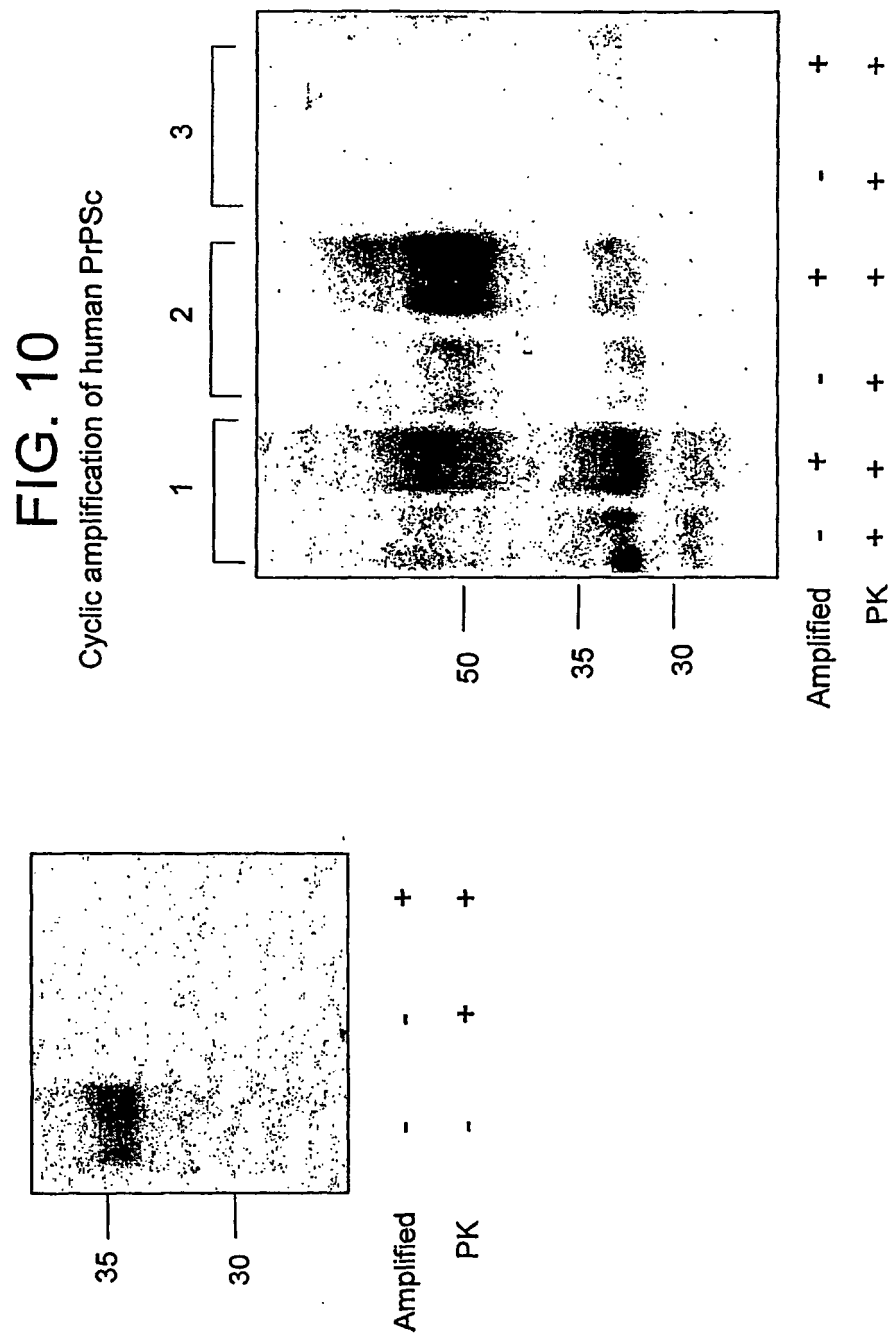 FIG. 10
Cyclic amplification of human PrPSc
35
30
Amplified - - +
PK - + +
1 2 3
50
35
30
Amplified - + - + - +
PK + + + + + +